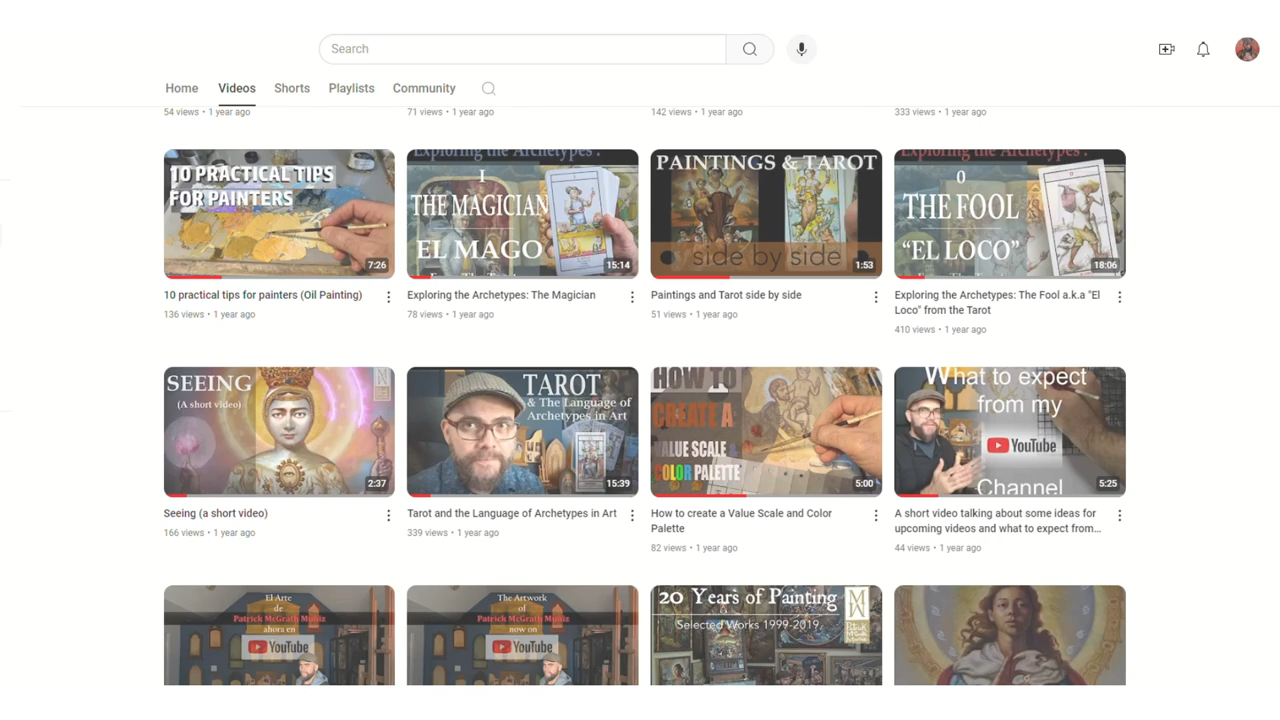 Search
Home Videos Shorts Playlists Community
54 views • 1 year ago
71 views • 1 year ago
142 views • 1 year ago
333 views • 1 year ago
10 PRACTICAL TIPS
FOR PAINTERS
7:26
Exploring the Archetypes :
I
THE MAGICIAN
EL MAGO
From The Tarot
15:14
PAINTINGS & TAROT
side by side
1:53
Exploring the Archetypes :
0
THE FOOL
"EL LOCO"
18:06
10 practical tips for painters (Oil Painting)
136 views • 1 year ago
Exploring the Archetypes: The Magician
78 views • 1 year ago
Paintings and Tarot side by side
51 views • 1 year ago
Exploring the Archetypes: The Fool a.k.a "El
Loco" from the Tarot
410 views • 1 year ago
SEEING
(A short video)
2:37
TAROT
& The Language of
Archetypes in Art
15:39
HOW TO
CREATE A
VALUE SCALE
COLOR PALETTE
5:00
What to expect
from my
YouTube
Channel
5:25
Seeing (a short video)
166 views • 1 year ago
Tarot and the Language of Archetypes in Art
339 views • 1 year ago
How to create a Value Scale and Color
Palette
82 views • 1 year ago
A short video talking about some ideas for
upcoming videos and what to expect from...
44 views • 1 year ago
El Arte
de
Patrick McGrath Muñiz
ahora en
YouTube
The Artwork
of
Patrick McGrath Muñiz
now on
YouTube
20 Years of Painting
Selected Works 1999-2019